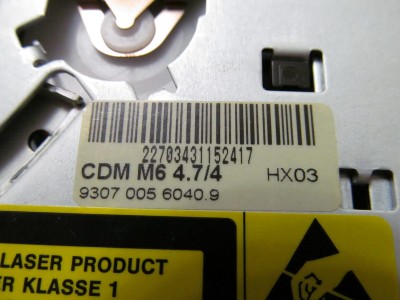 22703431152417
CDM M6 4.7/4 HX03
9307 005 6040.9
LASER PRODUCT
KLASSE 1